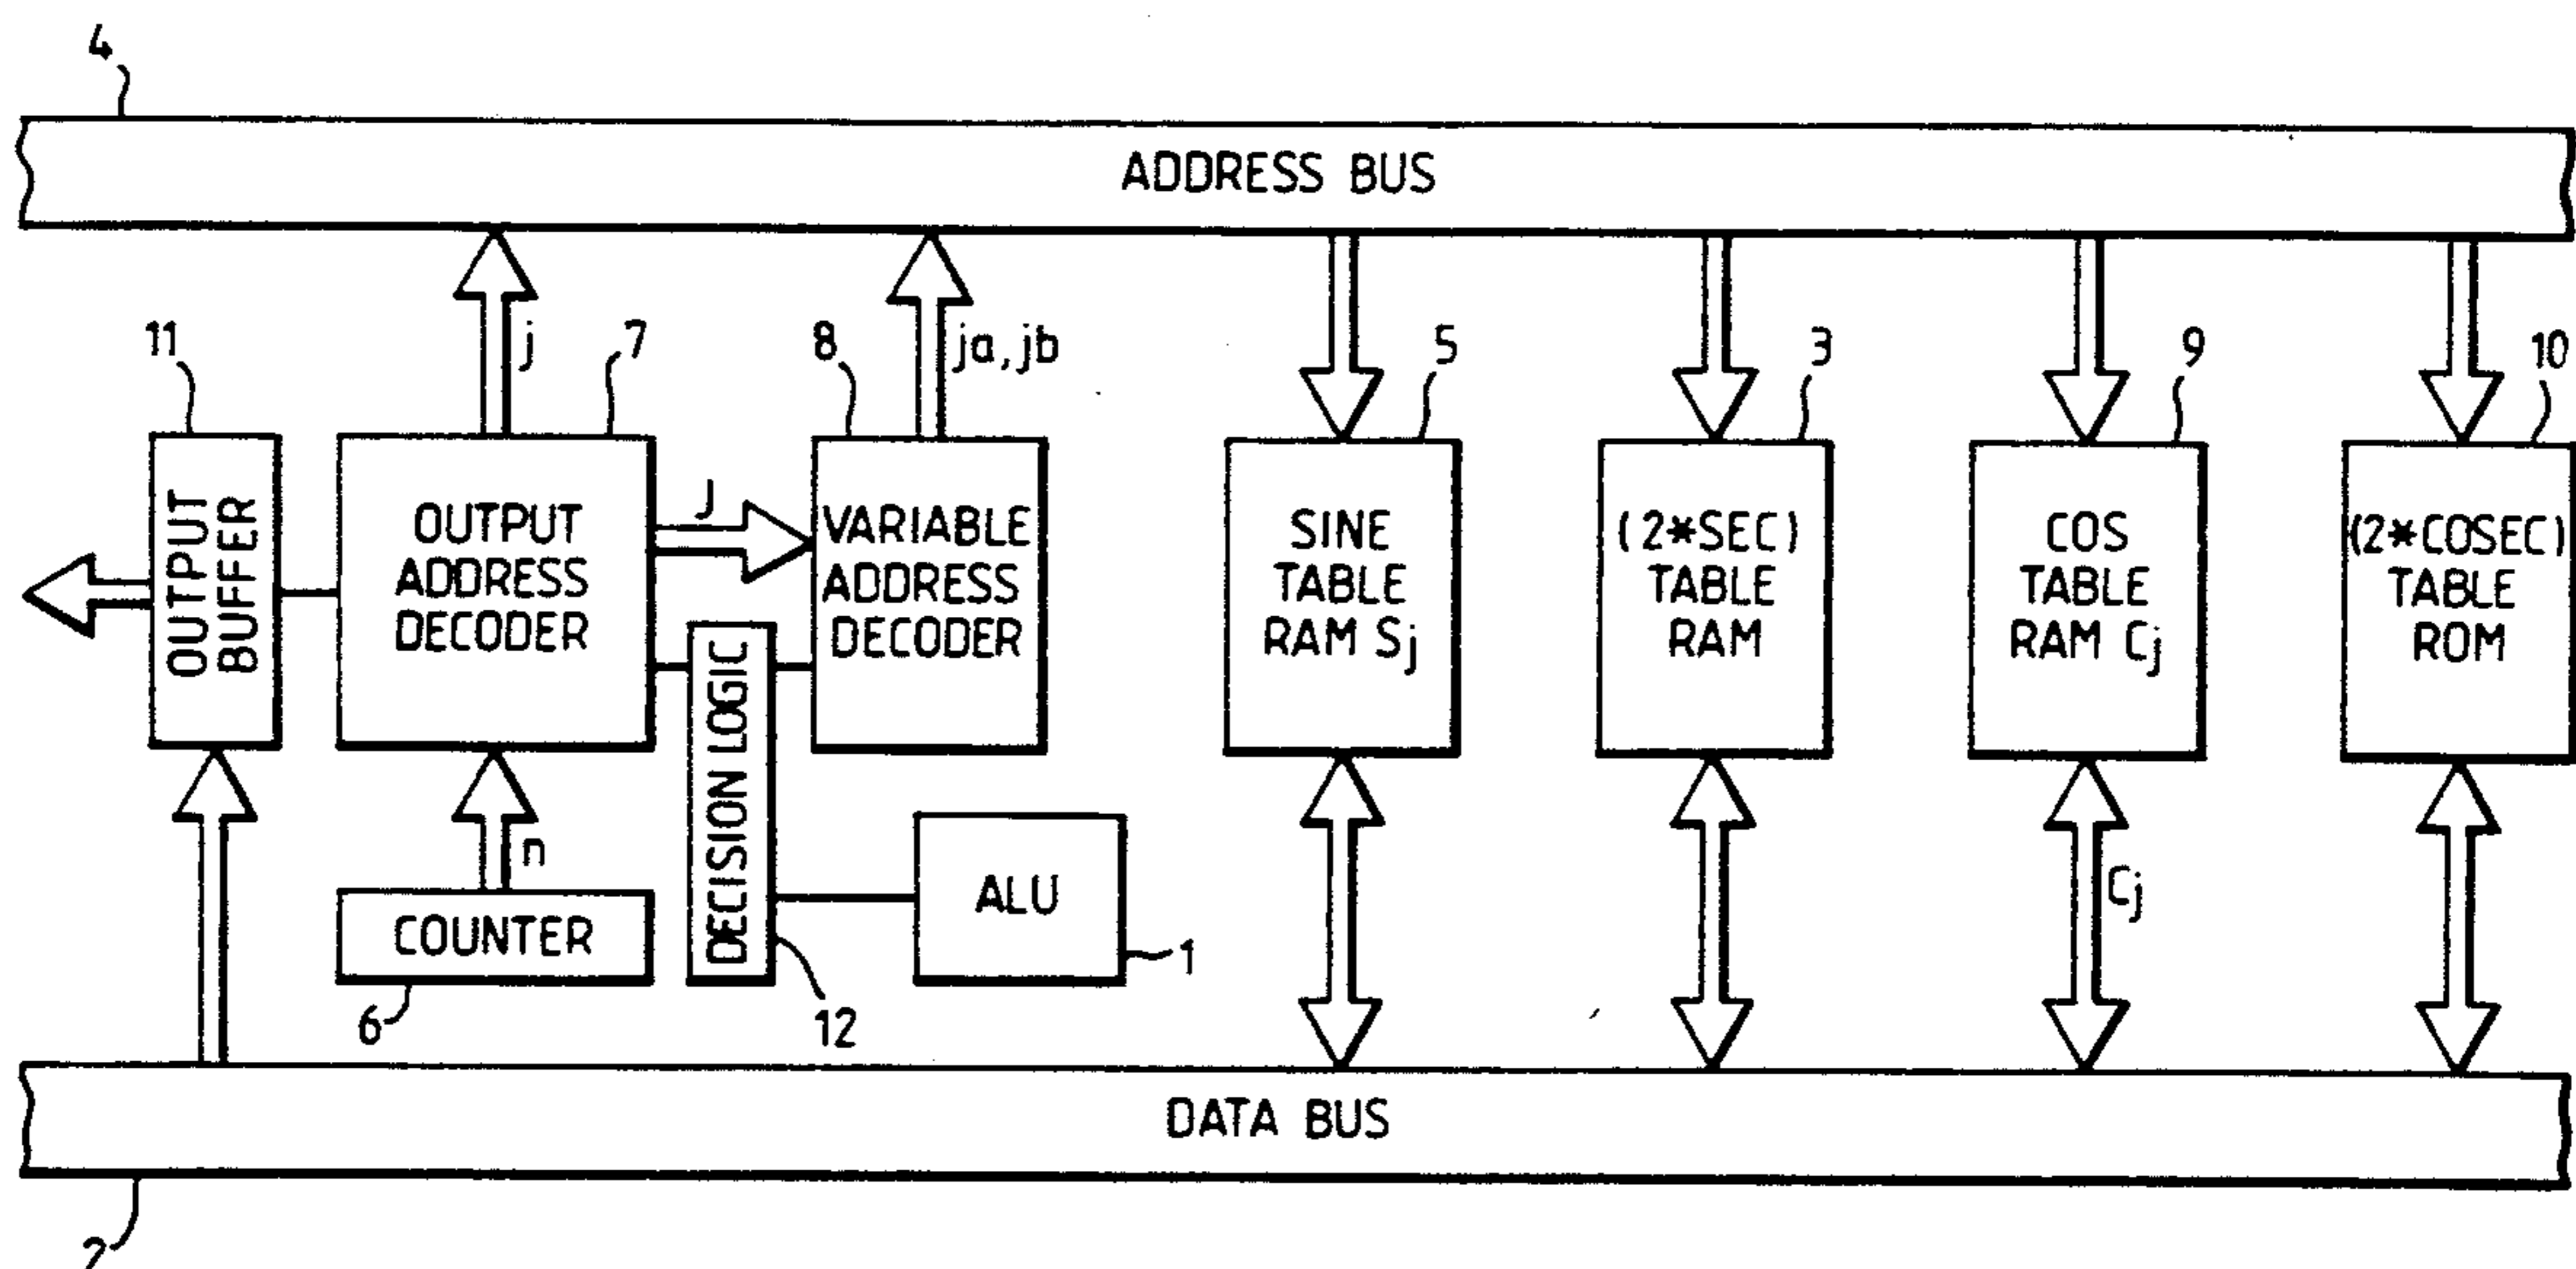 4
ADDRESS BUS
11
j
7
8
ja, jb
5
3
9
10
OUTPUT
BUFFER
OUTPUT
ADDRESS
DECODER
J
VARIABLE
ADDRESS
DECODER
SINE
TABLE
RAM Sj
(2*SEC)
TABLE
RAM
COS
TABLE
RAM Cj
(2*COSEC)
TABLE
ROM
DECISION LOGIC
n
COUNTER
6
12
ALU
1
Cj
DATA BUS
2